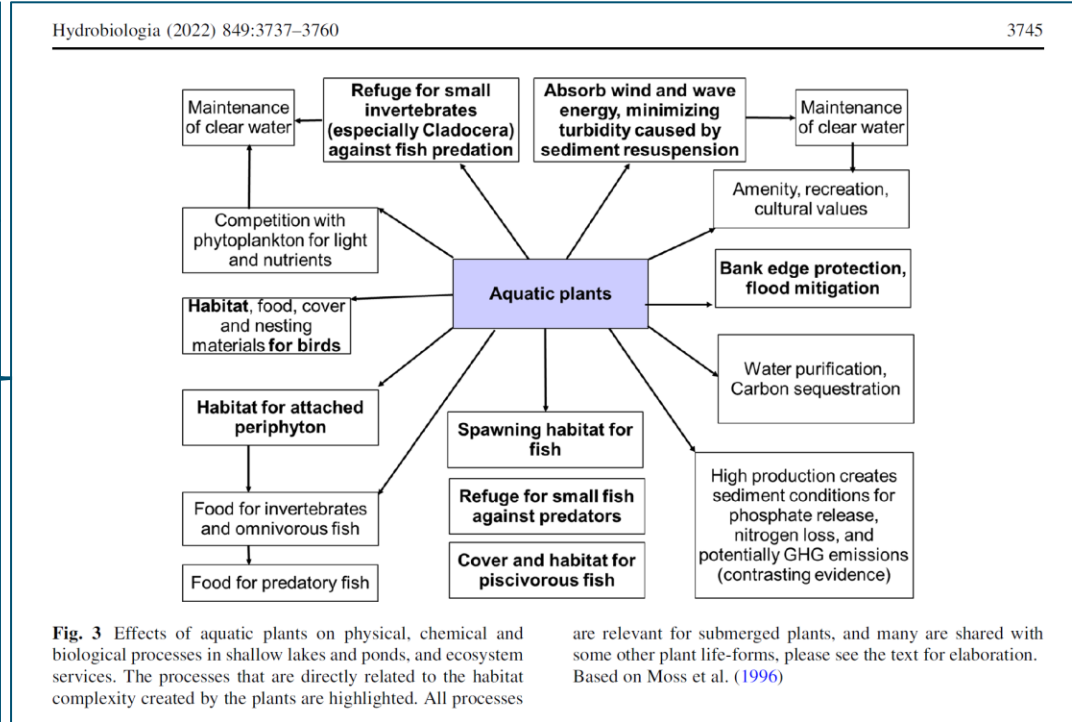 Hydrobiologia (2022) 849:3737–3760
3745
Maintenance
of clear water
Refuge for small
invertebrates
(especially Cladocera)
against fish predation
Absorb wind and wave
energy, minimizing
turbidity caused by
sediment resuspension
Maintenance
of clear water
Competition with
phytoplankton for light
and nutrients
Amenity, recreation,
cultural values
Aquatic plants
Bank edge protection,
flood mitigation
Habitat, food, cover
and nesting
materials for birds
Water purification,
Carbon sequestration
Habitat for attached
periphyton
Spawning habitat for
fish
High production creates
sediment conditions for
phosphate release,
nitrogen loss, and
potentially GHG emissions
(contrasting evidence)
Food for invertebrates
and omnivorous fish
Refuge for small fish
against predators
Food for predatory fish
Cover and habitat for
piscivorous fish
Fig. 3 Effects of aquatic plants on physical, chemical and
biological processes in shallow lakes and ponds, and ecosystem
services. The processes that are directly related to the habitat
complexity created by the plants are highlighted. All processes
are relevant for submerged plants, and many are shared with
some other plant life-forms, please see the text for elaboration.
Based on Moss et al. (1996)